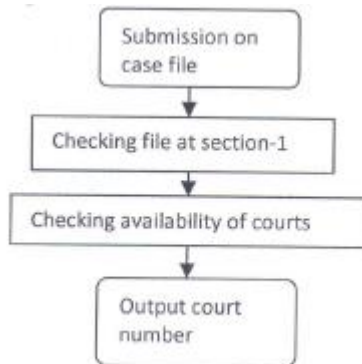 Submission on
case file
Checking file at section-1
Checking availability of courts
Output court
number